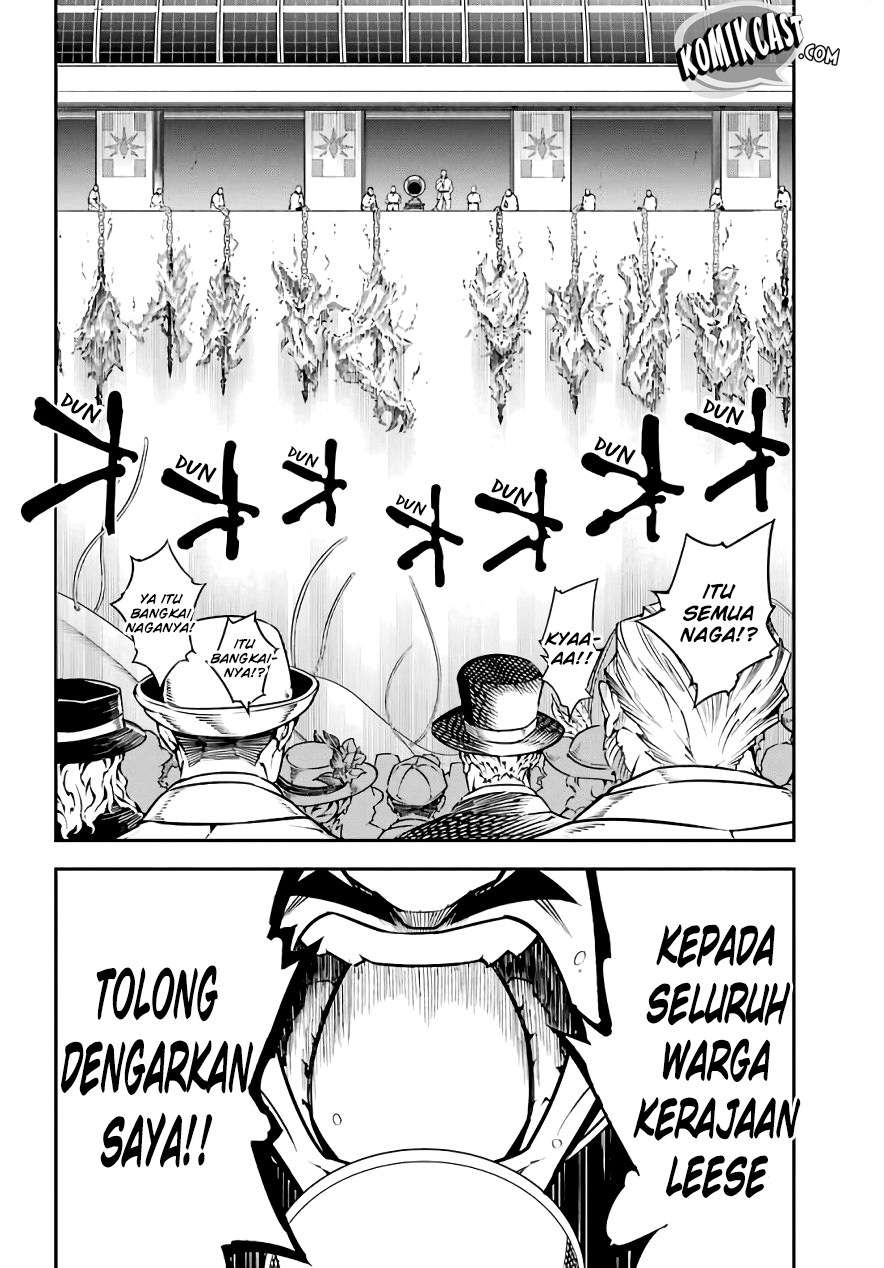 KOMIKCAST
.COM
DUN
DUN
DUN
DUN
DUN
DUN
DUN
ITU
SEMUA
NAGA!?
KYAA-
AA!!
ITU
BANGKAI-
NYA!?
YA ITU
BANGKAI
NAGANYA!
KEPADA
SELURUH
WARGA
KERAJAAN
LEESE
TOLONG
DENGARKAN
SAYA!!